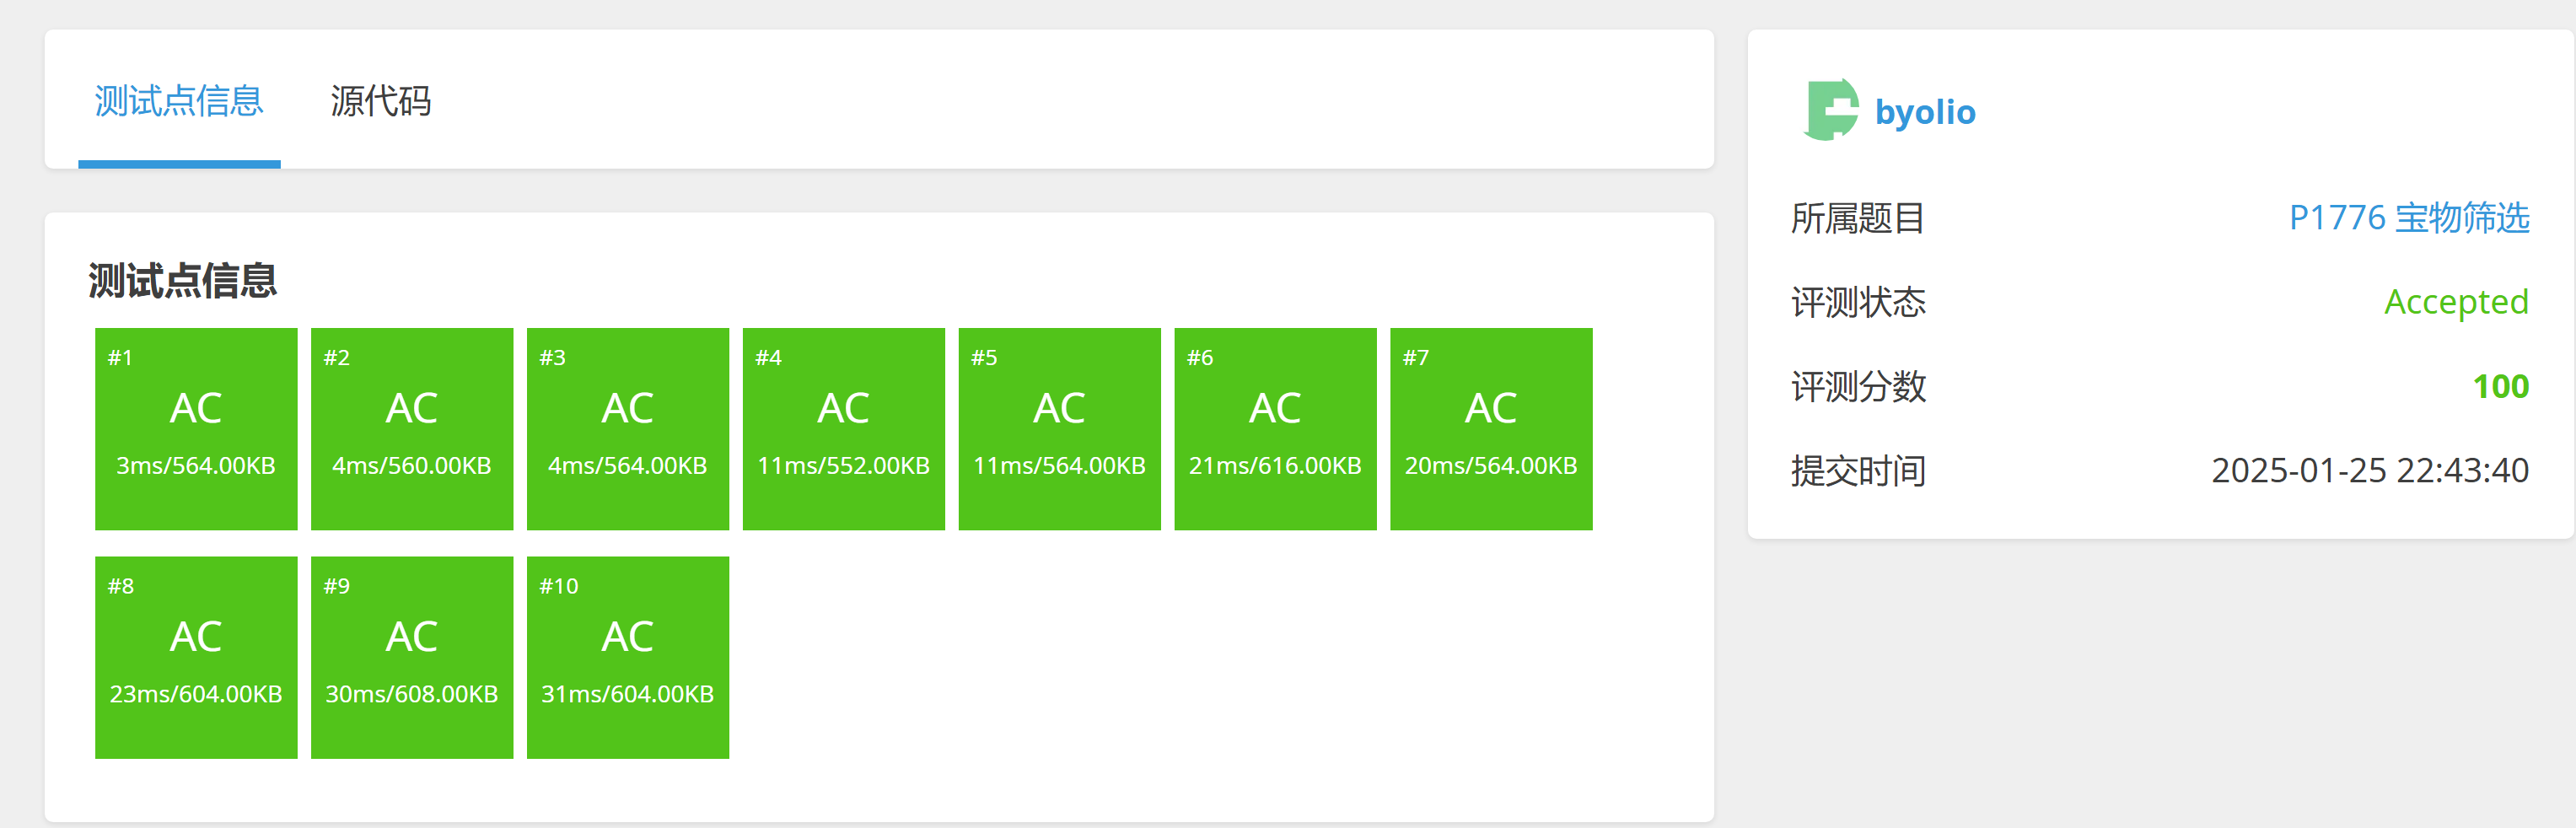 测试点信息 源代码
测试点信息
#1 #2 #3 #4 #5 #6 #7
AC AC AC AC AC AC AC
3ms/564.00KB 4ms/560.00KB 4ms/564.00KB 11ms/552.00KB 11ms/564.00KB 21ms/616.00KB 20ms/564.00KB
#8 #9 #10
AC AC AC
23ms/604.00KB 30ms/608.00KB 31ms/604.00KB
byolio
所属题目 P1776 宝物筛选
评测状态 Accepted
评测分数 100
提交时间 2025-01-25 22:43:40